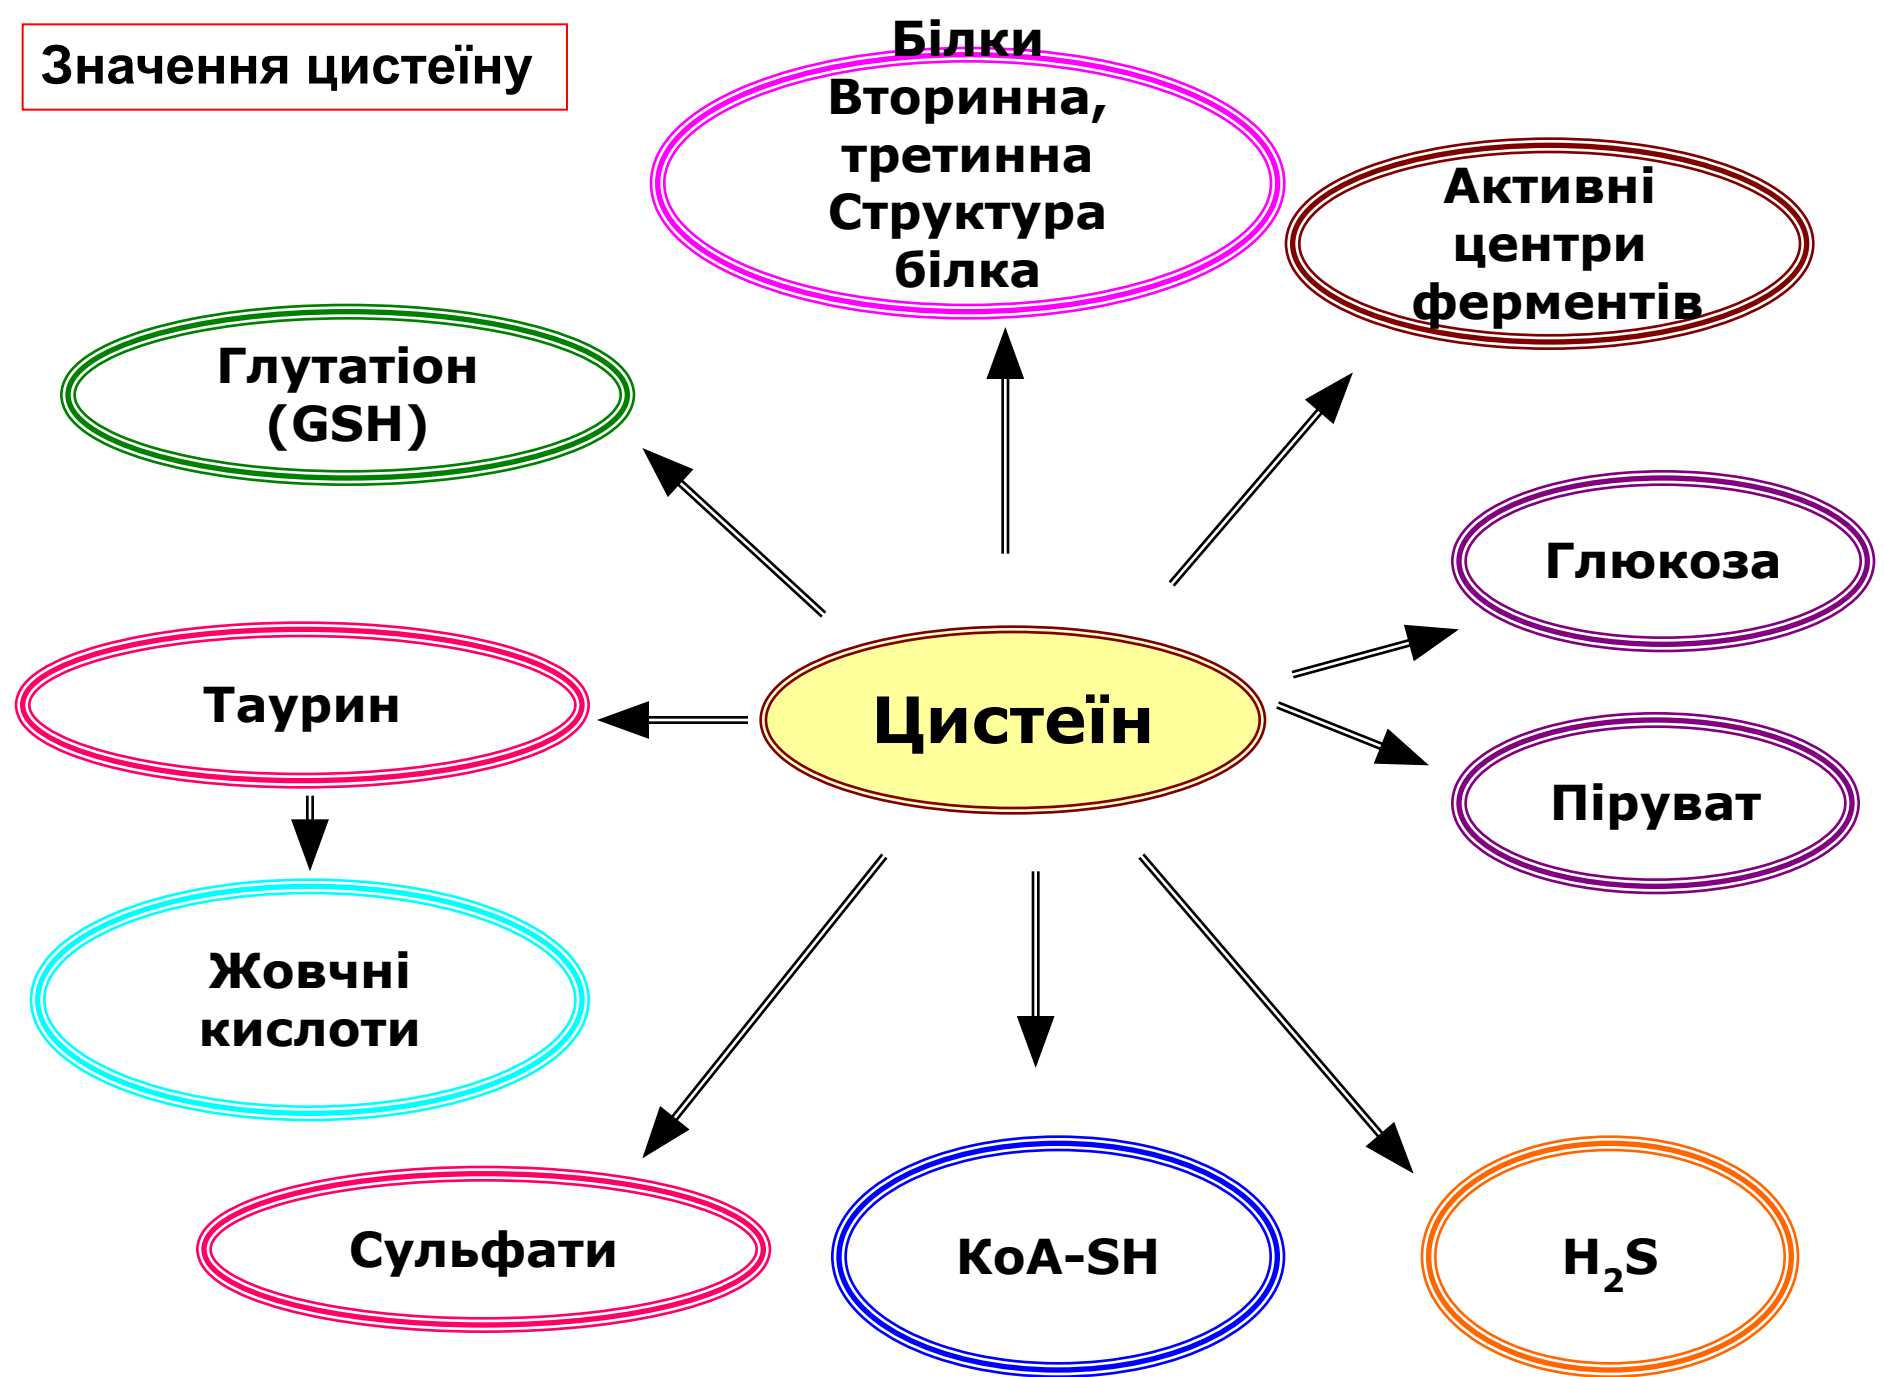 Значення цистеїну
Білки
Вторинна,
третинна
Структура
білка
Активні
центри
ферментів
Глутатіон
(GSH)
Глюкоза
Таурин
Цистеїн
Піруват
Жовчні
кислоти
Сульфати
КоА–SH
H₂S